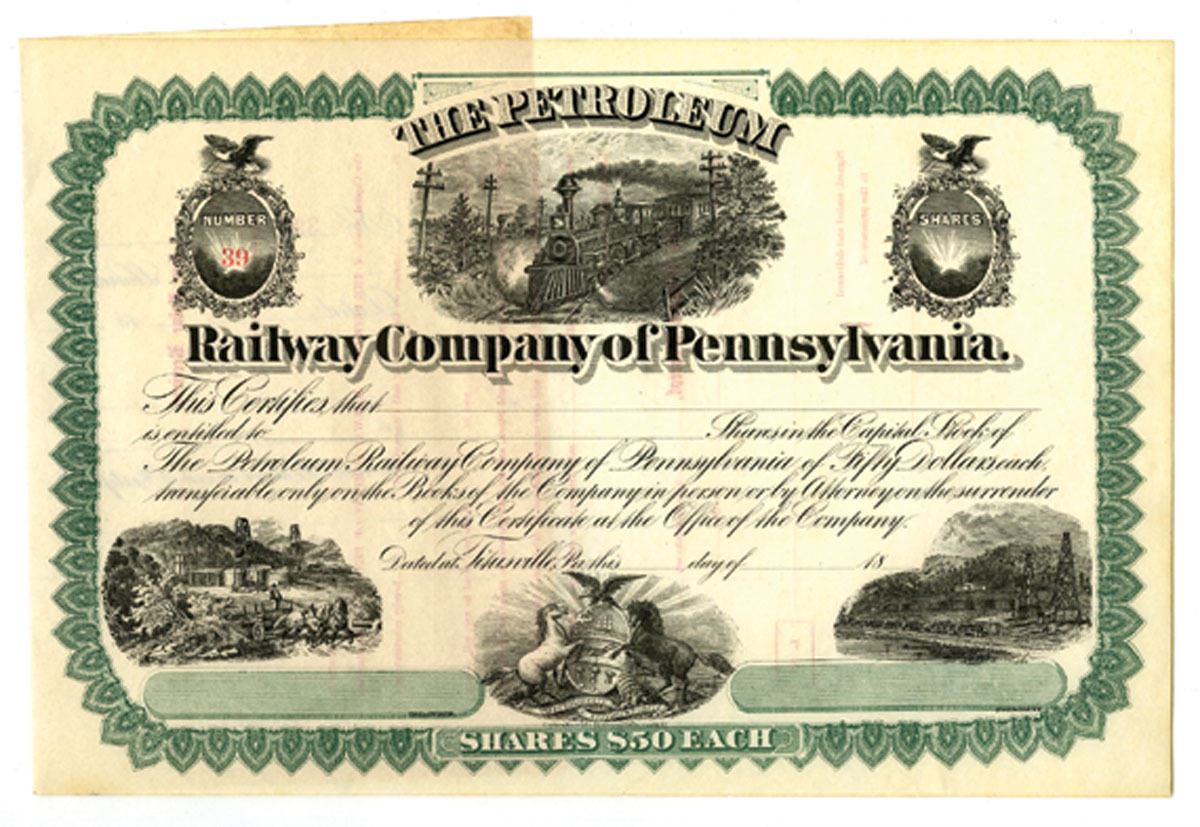 THE PETROLEUM
NUMBER
39
SHARES
Railway Company of Pennsylvania.
This Certifies that
is entitled to Shares in the Capital Stock of
The Petroleum Railway Company of Pennsylvania of Fifty Dollars each,
transferable only on the Books of the Company in person or by Attorney on the surrender
of this Certificate at the Office of the Company.
Dated at Titusville, Pa. this day of 18
SHARES $50 EACH